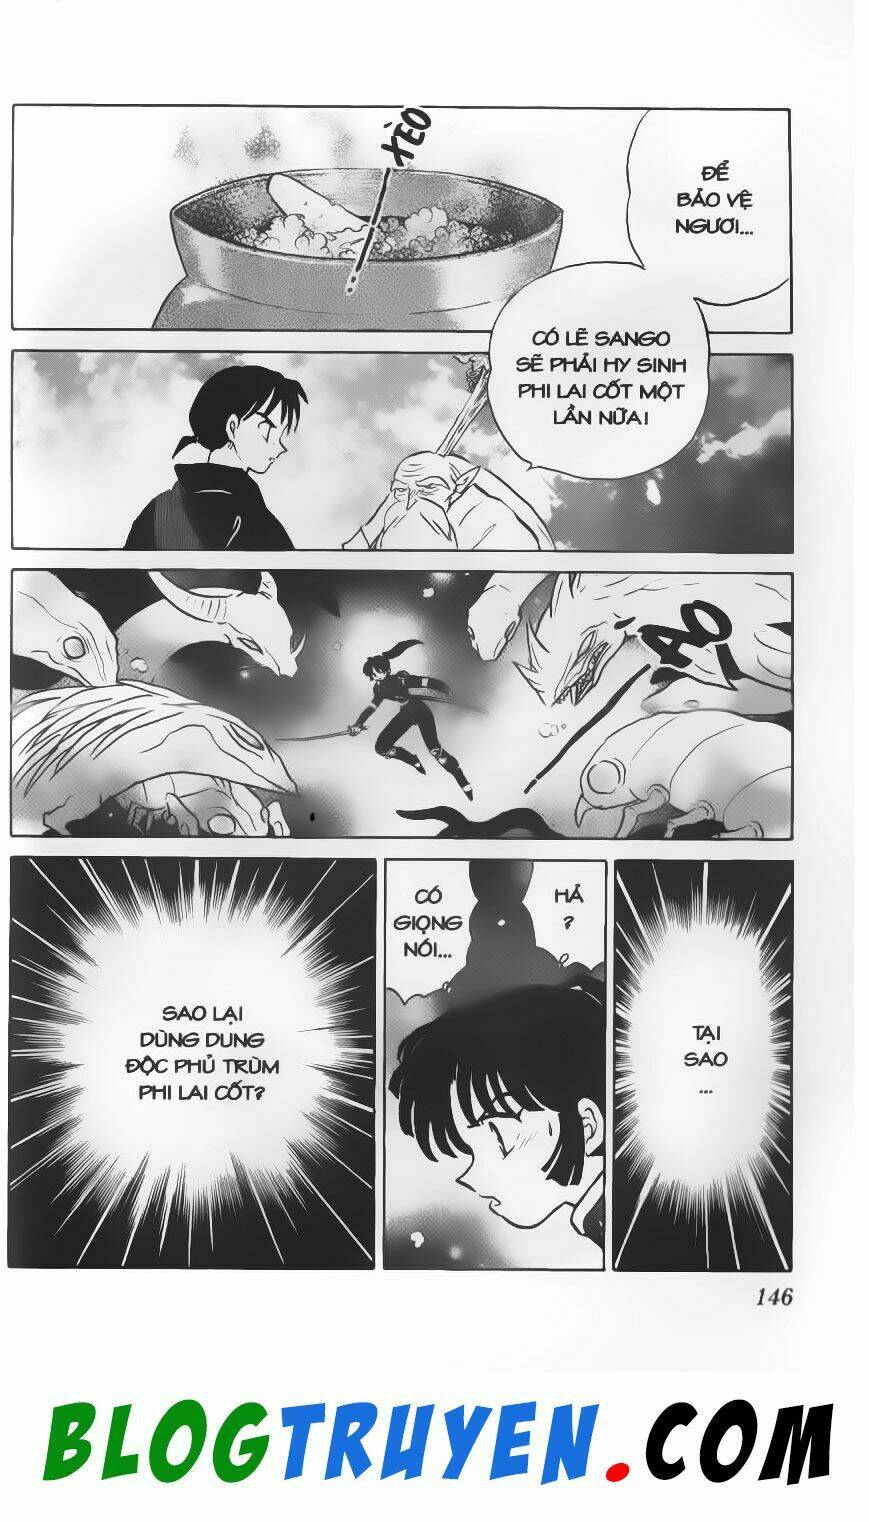 XÈO
ĐỂ
BẢO VỆ
NGƯƠI...
CÓ LẼ SANGO
SẼ PHẢI HY SINH
PHI LAI CỐT MỘT
LẦN NỮA!
ÀO
TẠI
SAO
...
HẢ
?
CÓ
GIỌNG
NÓI...
SAO LẠI
DÙNG DUNG
ĐỘC PHỦ TRÙM
PHI LAI CỐT?
146
BLOGTRUYEN.COM